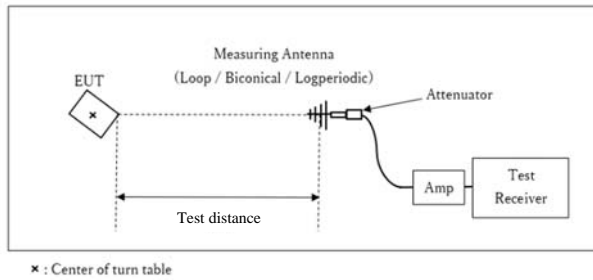 Measuring Antenna
(Loop / Biconical / Logperiodic)
EUT
Attenuator
Amp
Test
Receiver
Test distance
× : Center of turn table